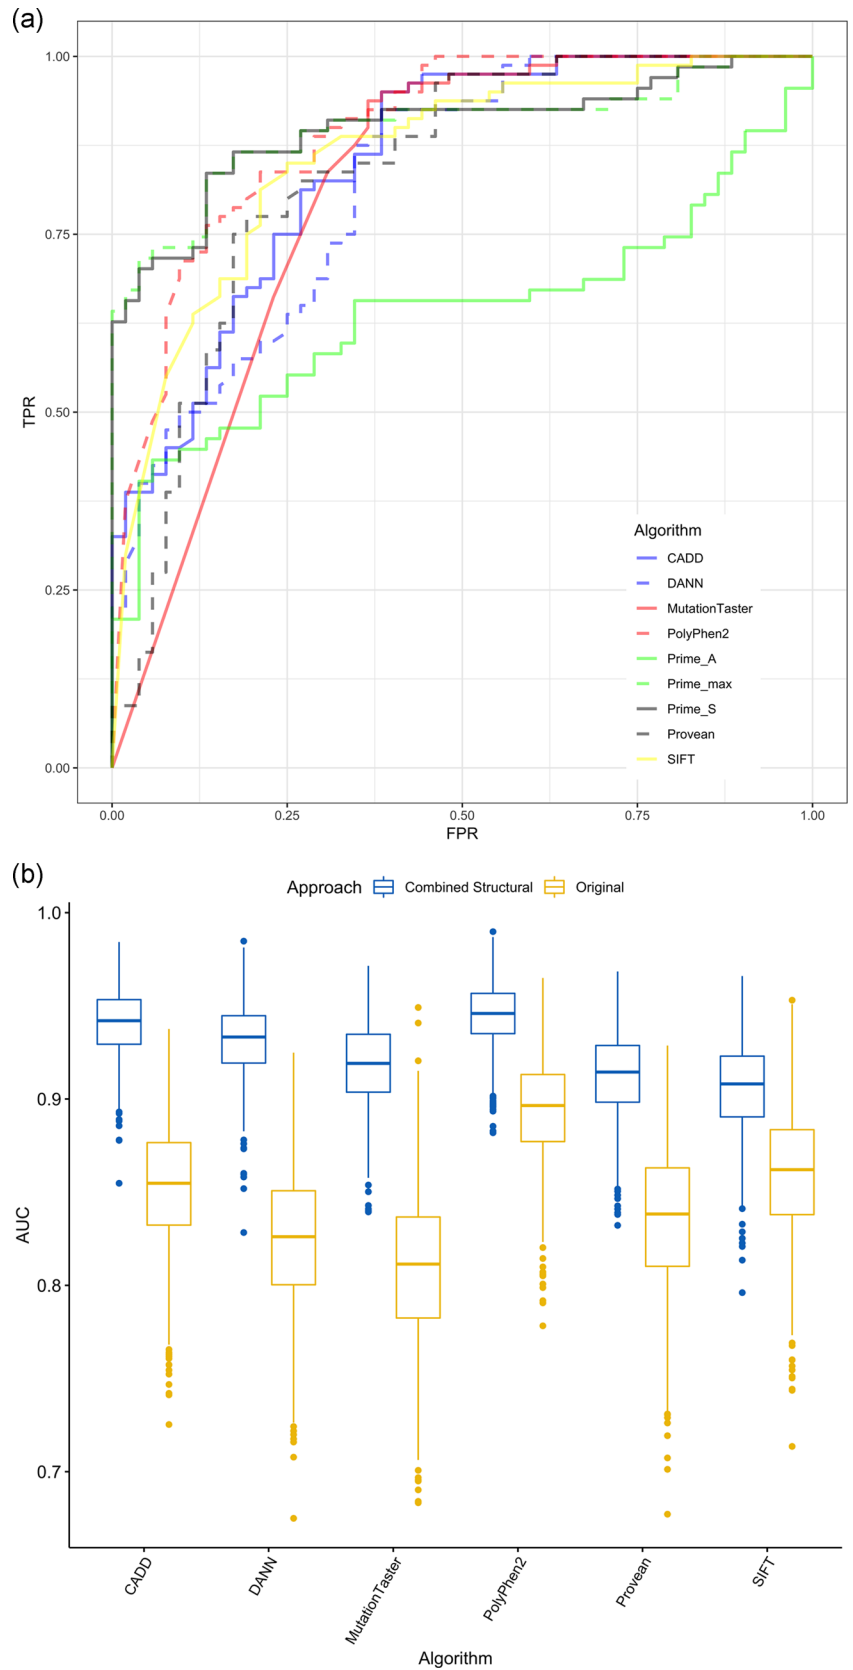 (a)
1.00
0.75
0.50
0.25
0.00
TPR
Algorithm
CADD
DANN
MutationTaster
PolyPhen2
Prime_A
Prime_max
Prime_S
Provean
SIFT
0.00 0.25 0.50 0.75 1.00
FPR
(b)
Approach Combined Structural Original
1.0
0.9
0.8
0.7
AUC
CADD DANN MutationTaster PolyPhen2 Provean SIFT
Algorithm